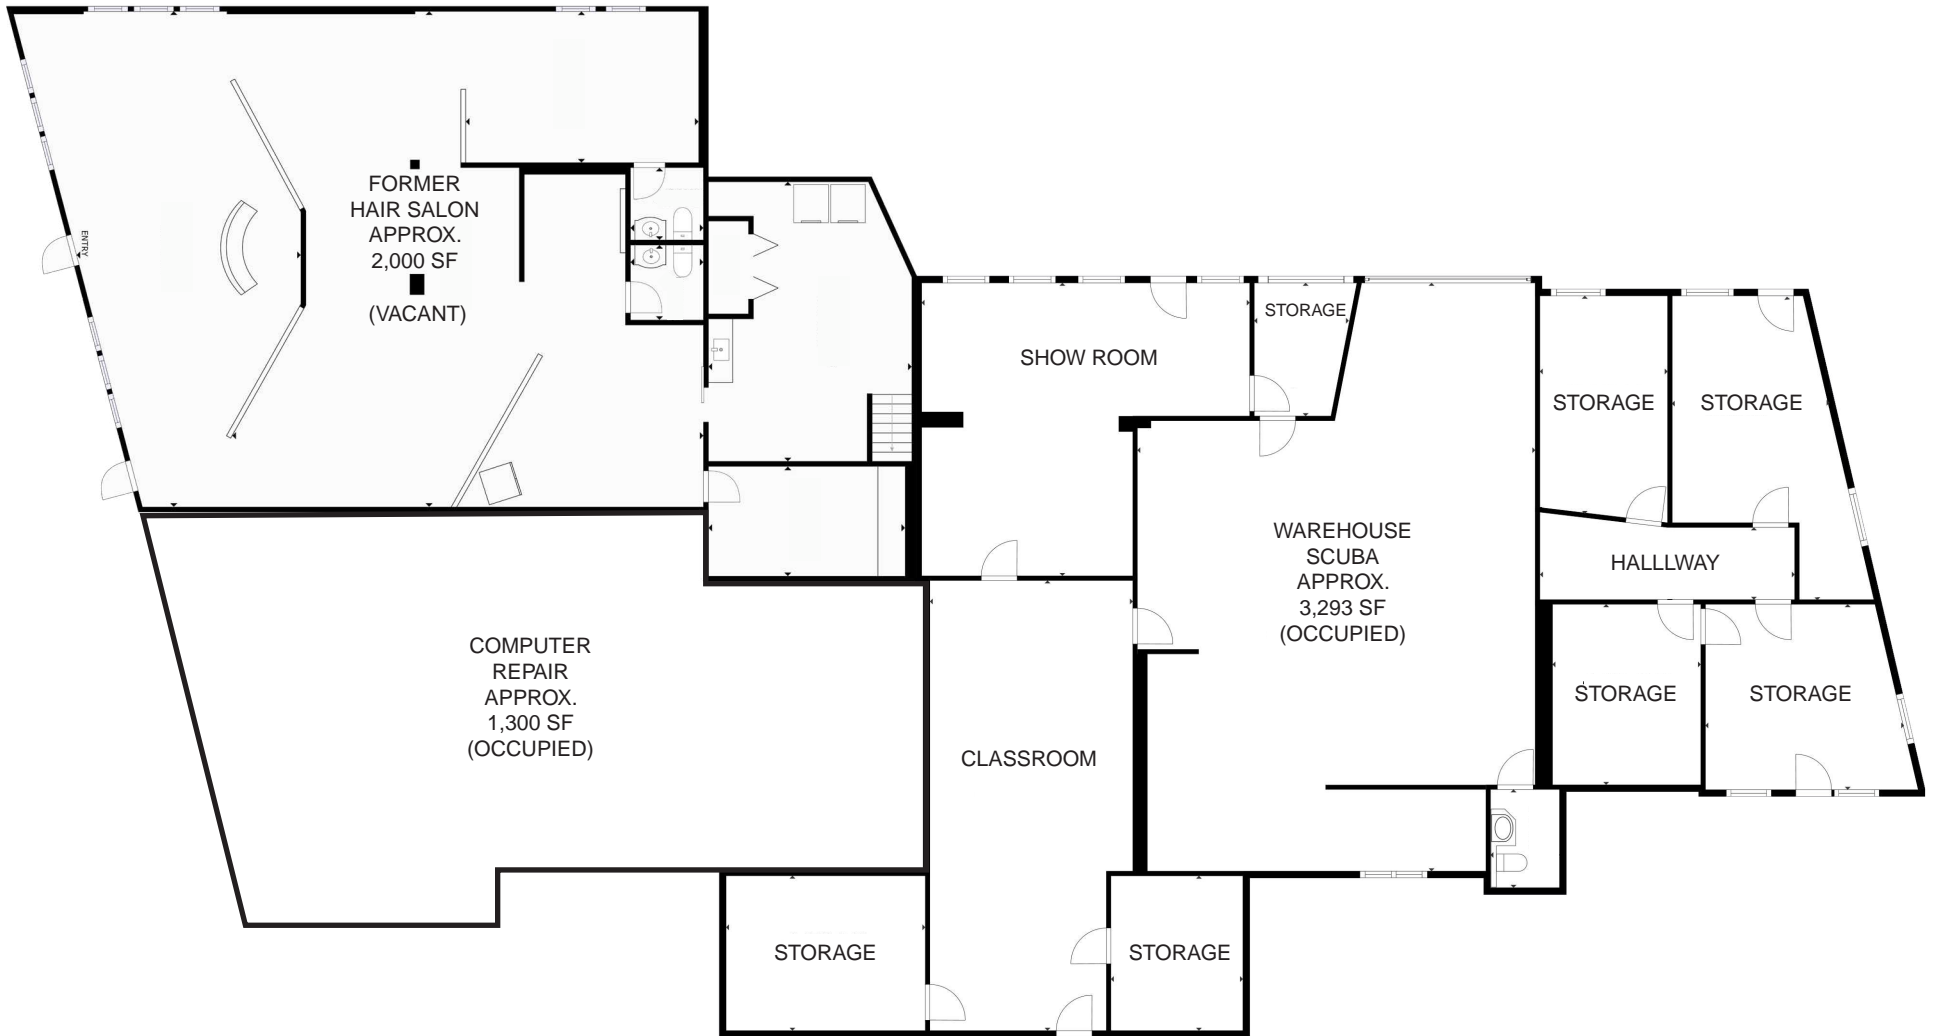 ENTRY
FORMER
HAIR SALON
APPROX.
2,000 SF
(VACANT)
SHOW ROOM
STORAGE
STORAGE
STORAGE
WAREHOUSE
SCUBA
APPROX.
3,293 SF
(OCCUPIED)
HALLLWAY
COMPUTER
REPAIR
APPROX.
1,300 SF
(OCCUPIED)
CLASSROOM
STORAGE
STORAGE
STORAGE
STORAGE